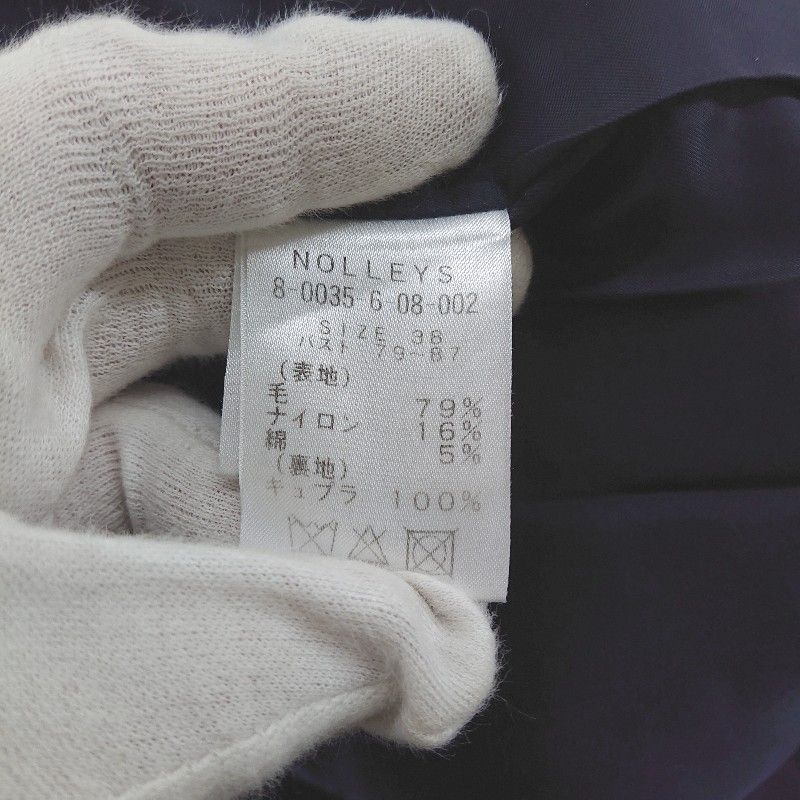 NOLLEYS
8-0035 6-08-002
SIZE 38
バスト 79-87
(表地)
毛 79%
ナイロン 16%
綿 5%
(裏地)
キュプラ 100%